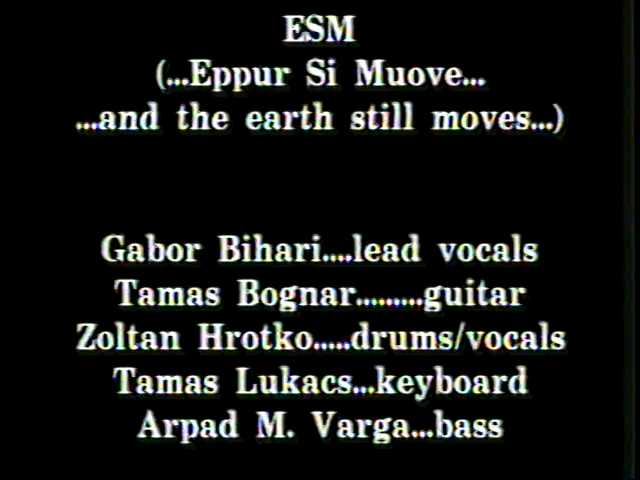 ESM
(...Eppur Si Muove...
...and the earth still moves...)
Gabor Bihari....lead vocals
Tamas Bognar.........guitar
Zoltan Hrotko.....drums/vocals
Tamas Lukacs...keyboard
Arpad M. Varga...bass